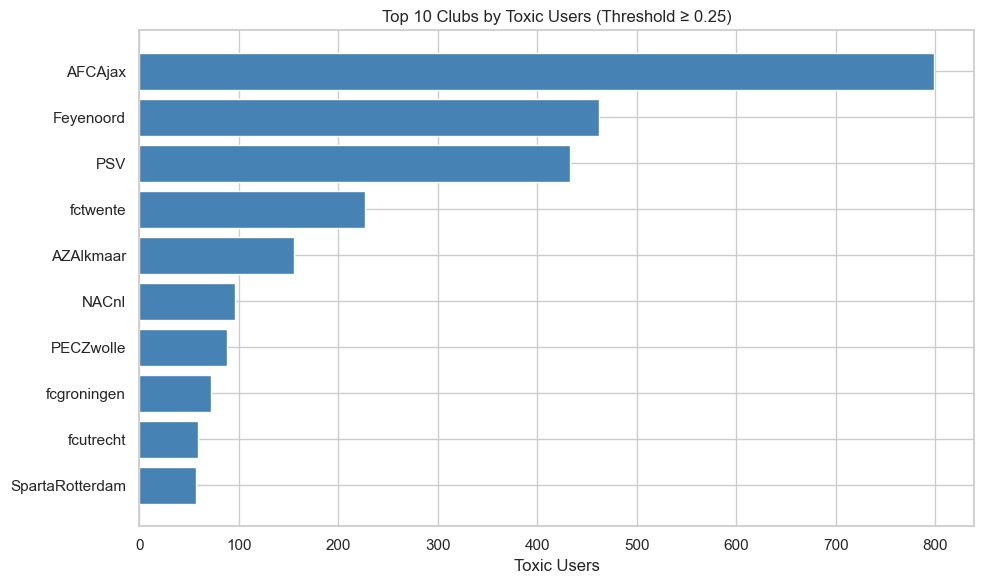 Top 10 Clubs by Toxic Users (Threshold ≥ 0.25)
AFCAjax
Feyenoord
PSV
fctwente
AZAlkmaar
NACnl
PECZwolle
fcgroningen
fcutrecht
SpartaRotterdam
0 100 200 300 400 500 600 700 800
Toxic Users